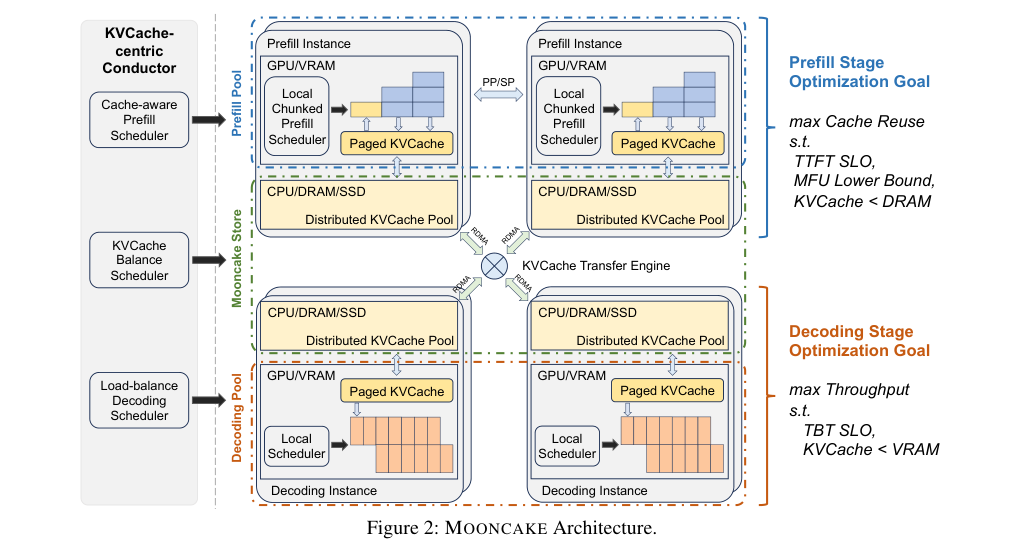 KVCache-
centric
Conductor
Cache-aware
Prefill
Scheduler
KVCache
Balance
Scheduler
Load-balance
Decoding
Scheduler
Prefill Pool
Mooncake Store
Decoding Pool
Prefill Instance
GPU/VRAM
Local
Chunked
Prefill
Scheduler
Paged KVCache
CPU/DRAM/SSD
Distributed KVCache Pool
PP/SP
Prefill Instance
GPU/VRAM
Local
Chunked
Prefill
Scheduler
Paged KVCache
CPU/DRAM/SSD
Distributed KVCache Pool
RDMA
RDMA
KVCache Transfer Engine
RDMA
RDMA
CPU/DRAM/SSD
Distributed KVCache Pool
GPU/VRAM
Paged KVCache
Local
Scheduler
Decoding Instance
CPU/DRAM/SSD
Distributed KVCache Pool
GPU/VRAM
Paged KVCache
Local
Scheduler
Decoding Instance
Prefill Stage
Optimization Goal
max Cache Reuse
s.t.
TTFT SLO,
MFU Lower Bound,
KVCache < DRAM
Decoding Stage
Optimization Goal
max Throughput
s.t.
TBT SLO,
KVCache < VRAM
Figure 2: MOONCAKE Architecture.